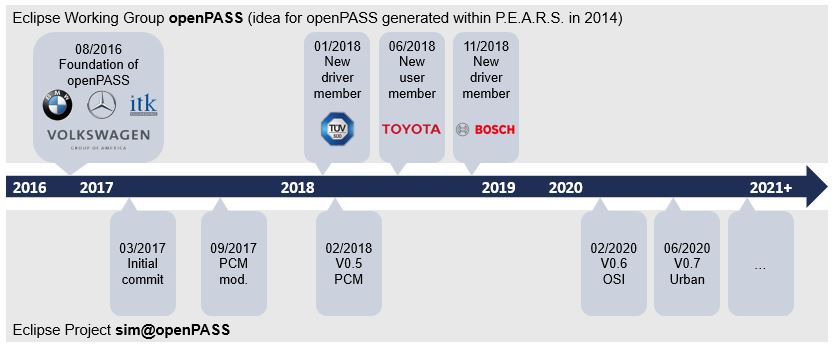 Eclipse Working Group openPASS (idea for openPASS generated within P.E.A.R.S. in 2014)
08/2016
Foundation of
openPASS
BMW
itk
VOLKSWAGEN
GROUP OF AMERICA
01/2018
New
driver
member
TÜV
SÜD
06/2018
New user
member
TOYOTA
11/2018
New
driver
member
BOSCH
2016
2017
2018
2019
2020
2021+
03/2017
Initial
commit
09/2017
PCM
mod.
02/2018
V0.5
PCM
02/2020
V0.6
OSI
06/2020
V0.7
Urban
...
Eclipse Project sim@openPASS